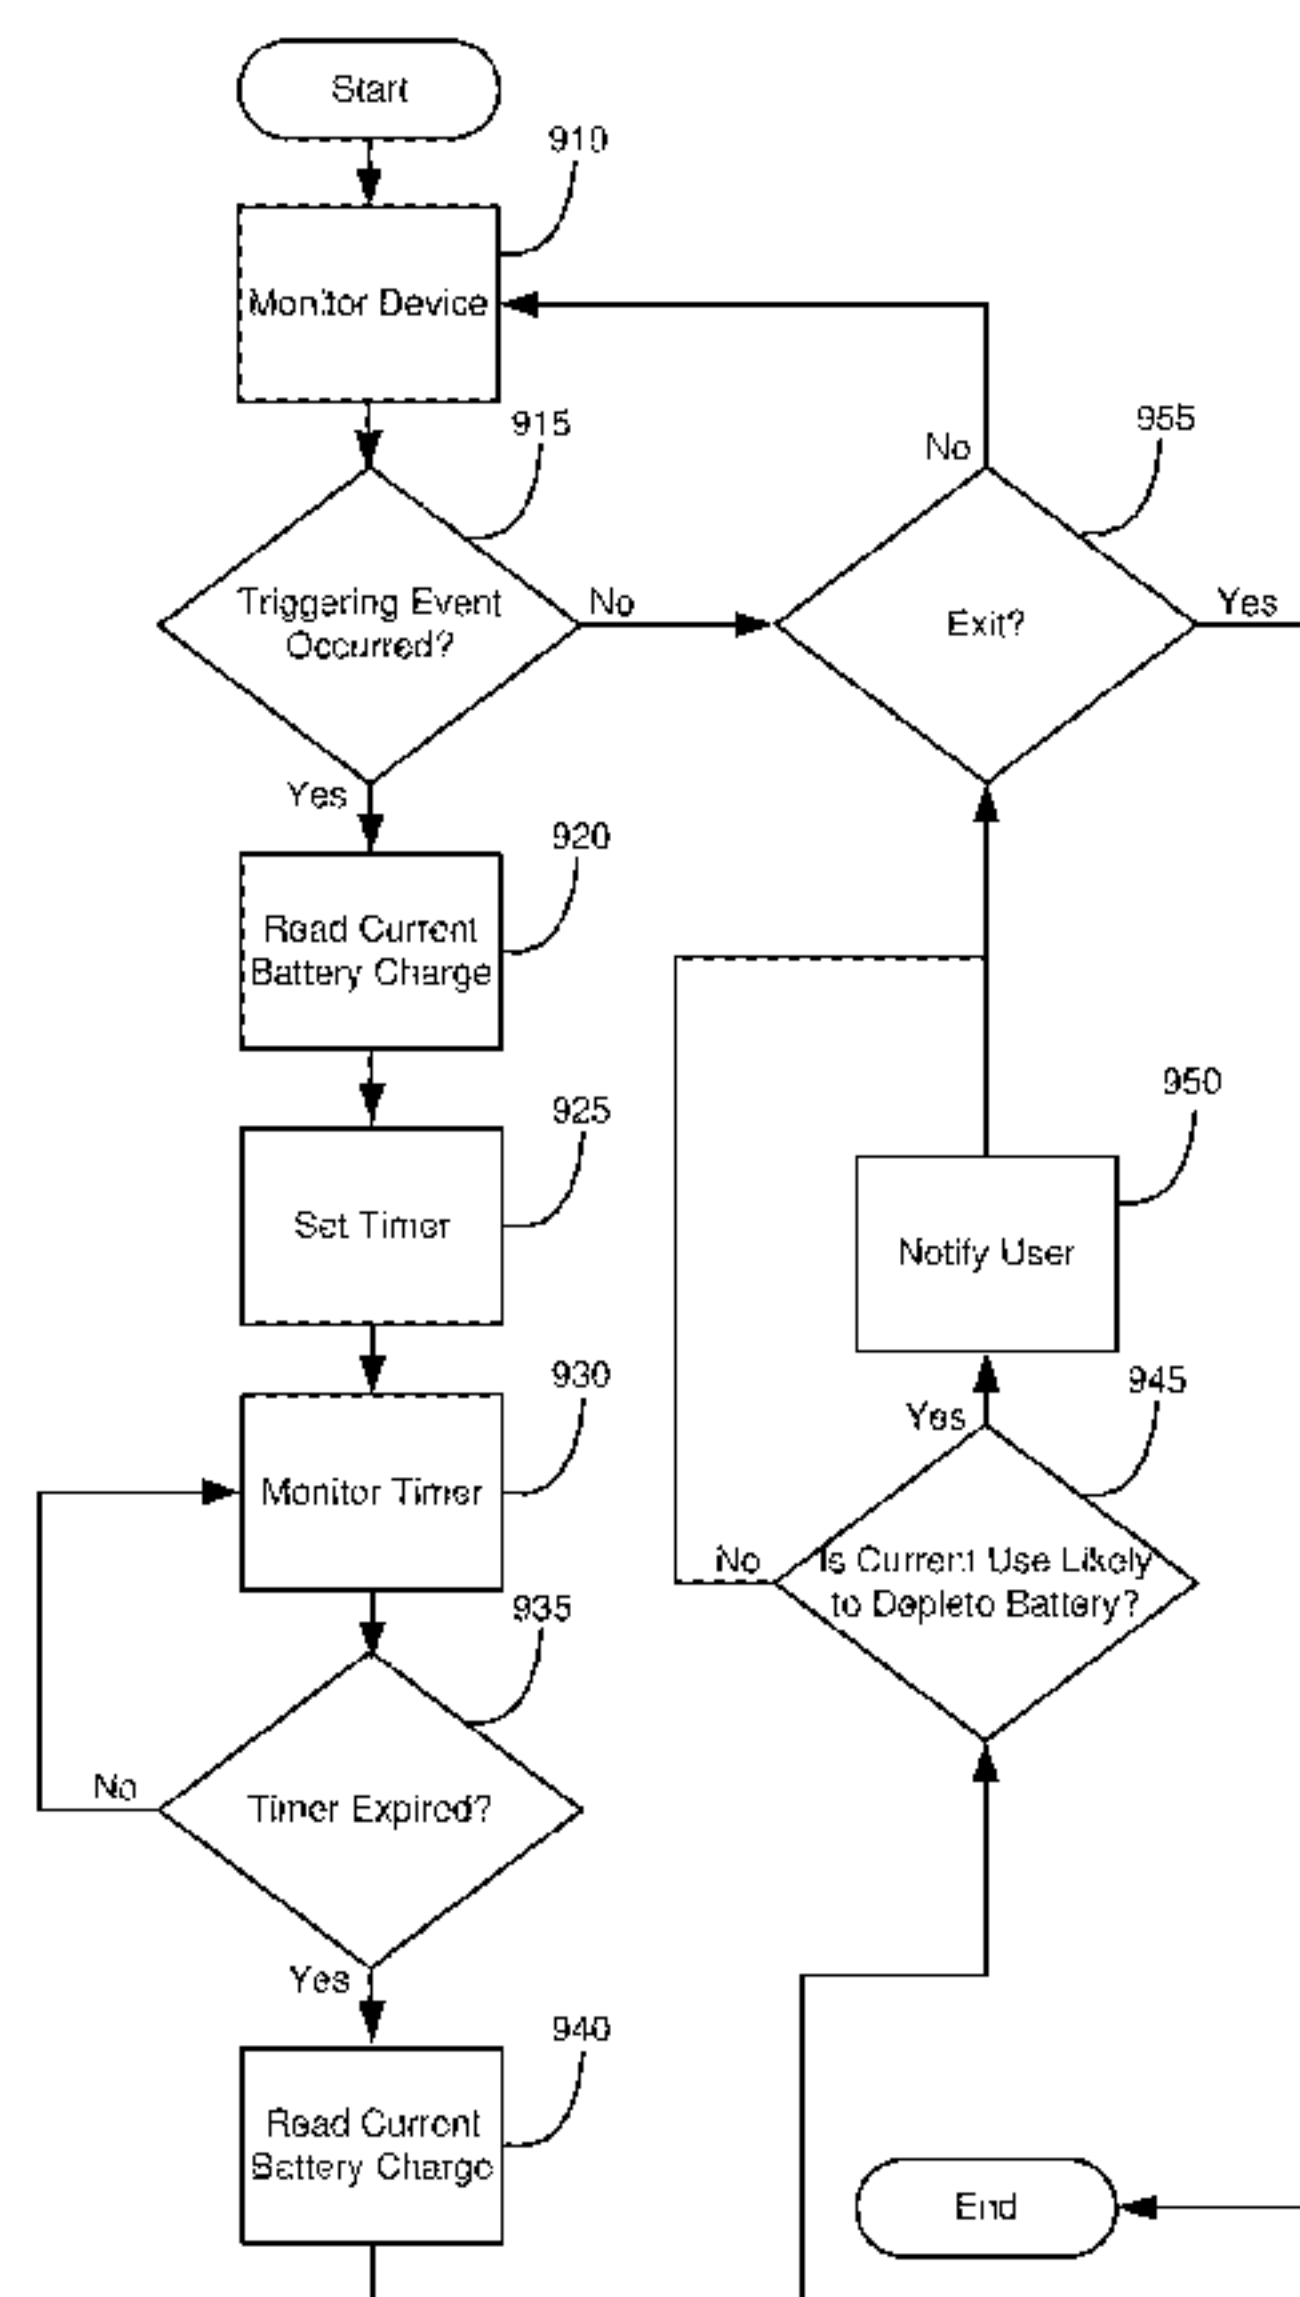 Start
910
Monitor Device
915
Triggering Event
Occurred?
No
Yes
920
Read Current
Battery Charge
925
Set Timer
930
Monitor Timer
935
Timer Expired?
No
Yes
940
Read Current
Battery Charge
955
No
Exit?
Yes
950
Notify User
945
Yes
No
Is Current Use Likely
to Deplete Battery?
End